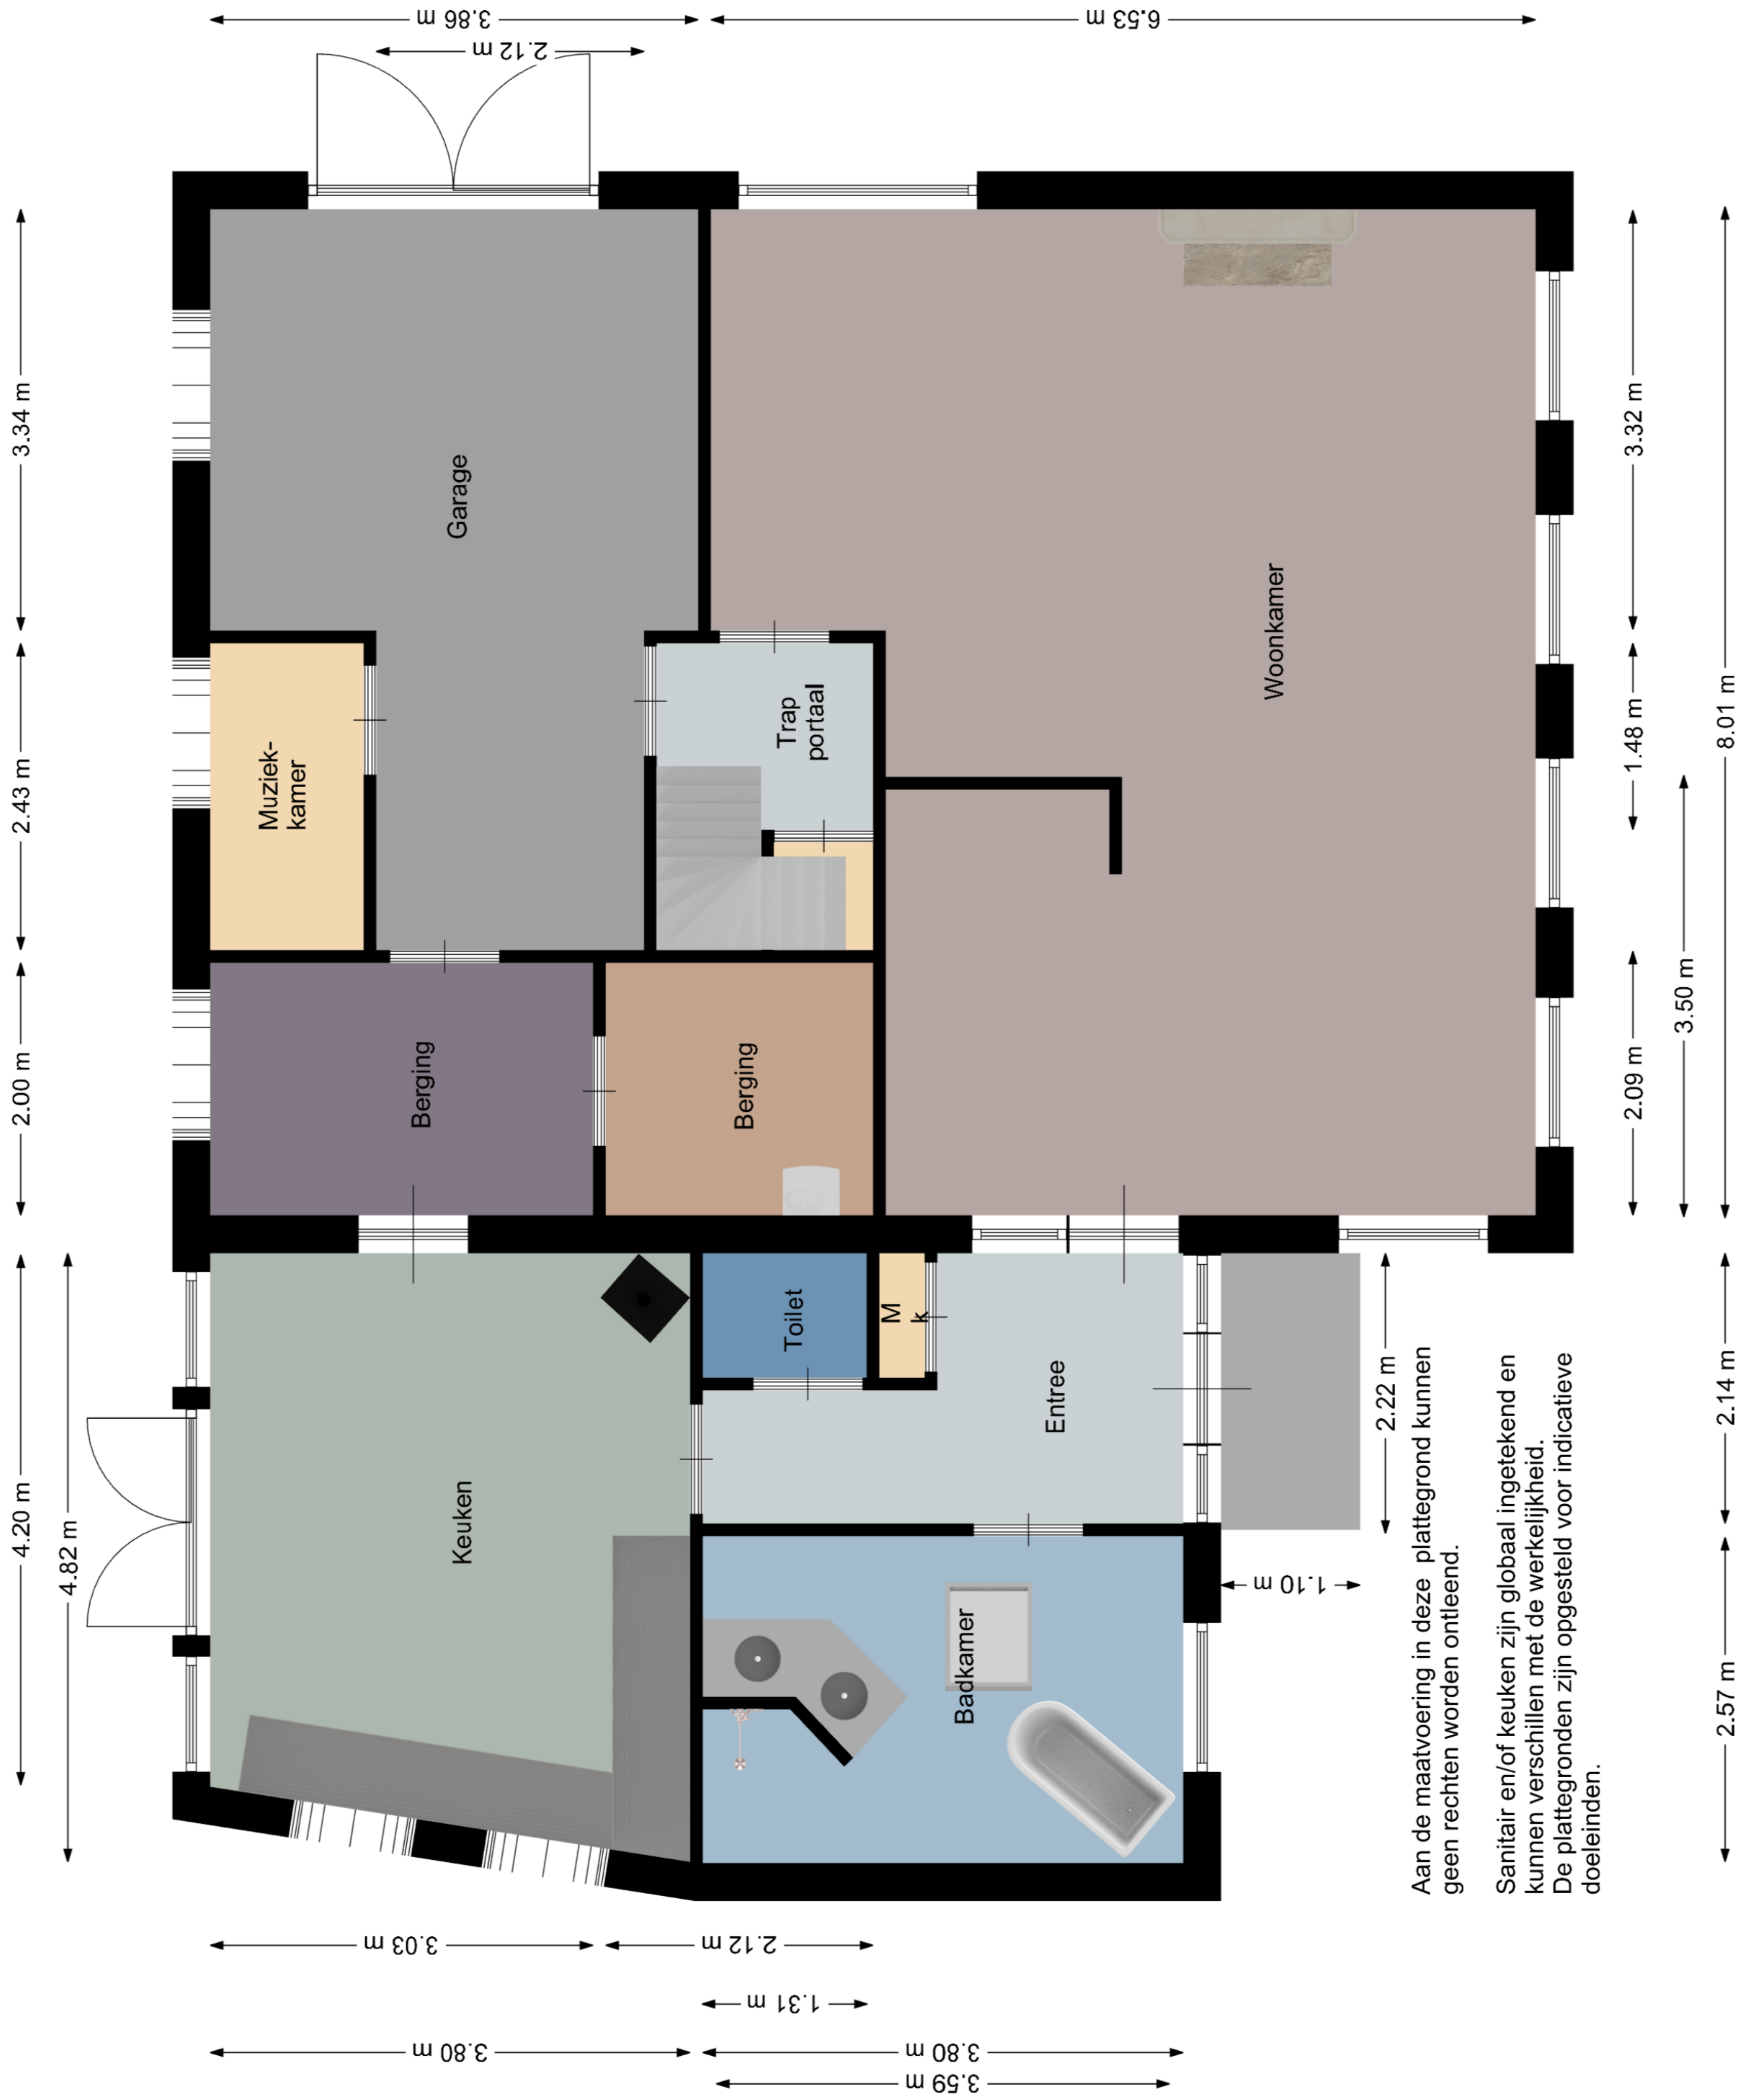 3.86 m
6.53 m
2.12 m
3.34 m
2.43 m
2.00 m
4.20 m
4.82 m
Garage
Muziek-
kamer
Trap
portaal
Woonkamer
Berging
Berging
Keuken
Toilet
M
k
Entree
Badkamer
3.32 m
1.48 m
2.09 m
3.50 m
8.01 m
2.22 m
1.10 m
2.14 m
2.57 m
Aan de maatvoering in deze plattegrond kunnen
geen rechten worden ontleend.
Sanitair en/of keuken zijn globaal ingetekend en
kunnen verschillen met de werkelijkheid.
De plattegronden zijn opgesteld voor indicatieve
doeleinden.
3.03 m
2.12 m
1.31 m
3.80 m
3.80 m
3.59 m